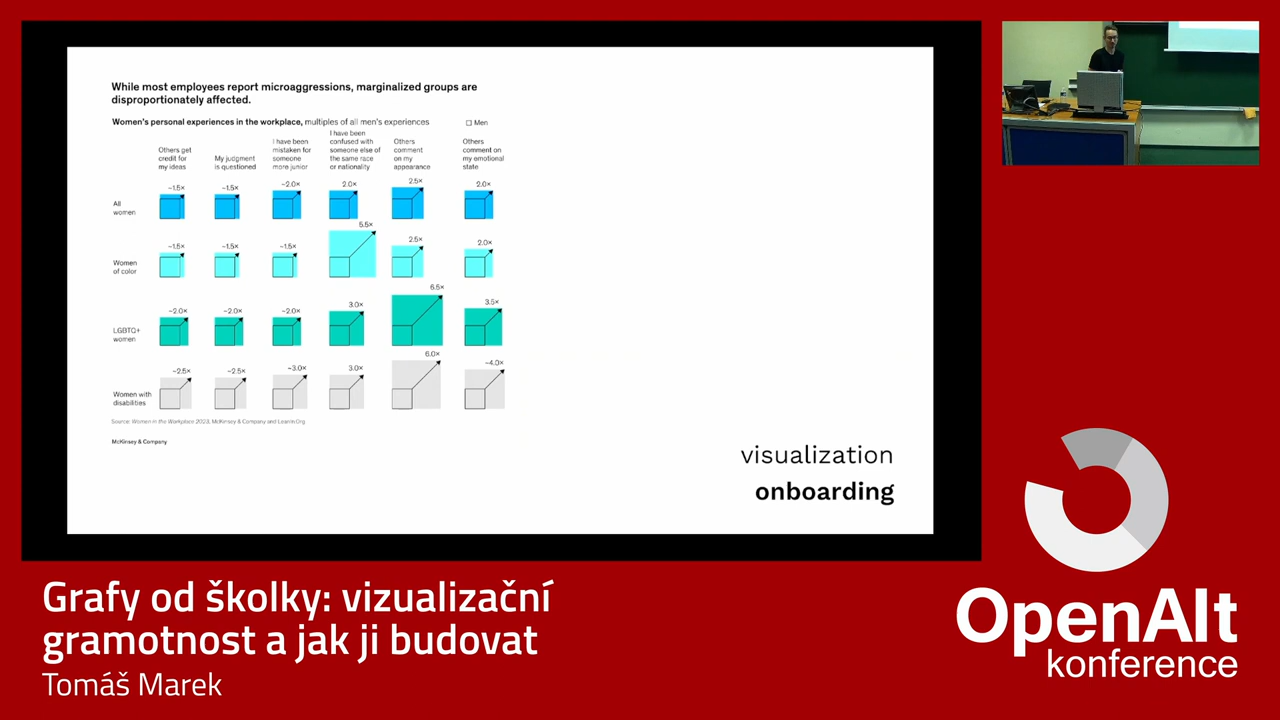 While most employees report microaggressions, marginalized groups are
disproportionately affected.
Women's personal experiences in the workplace, multiples of all men's experiences
Men
Others get
credit for
my ideas
My judgment
is questioned
I have been
mistaken for
someone
more junior
I have been
confused with
someone else of
the same race
or nationality
Others
comment
on my
appearance
Others
comment on
my emotional
state
All
women
~1.5×
~1.5×
~2.0×
2.0×
2.5×
2.0×
Women
of color
~1.5×
~1.5×
~1.5×
5.5×
2.5×
2.0×
LGBTQ+
women
~2.0×
~2.0×
~2.0×
3.0×
6.5×
3.5×
Women with
disabilities
~2.5×
~2.5×
~3.0×
3.0×
6.0×
~4.0×
Source: Women in the Workplace 2023, McKinsey & Company and LeanIn.Org
McKinsey & Company
visualization
onboarding
Grafy od školky: vizualizační
gramotnost a jak ji budovat
Tomáš Marek
OpenAlt
konference